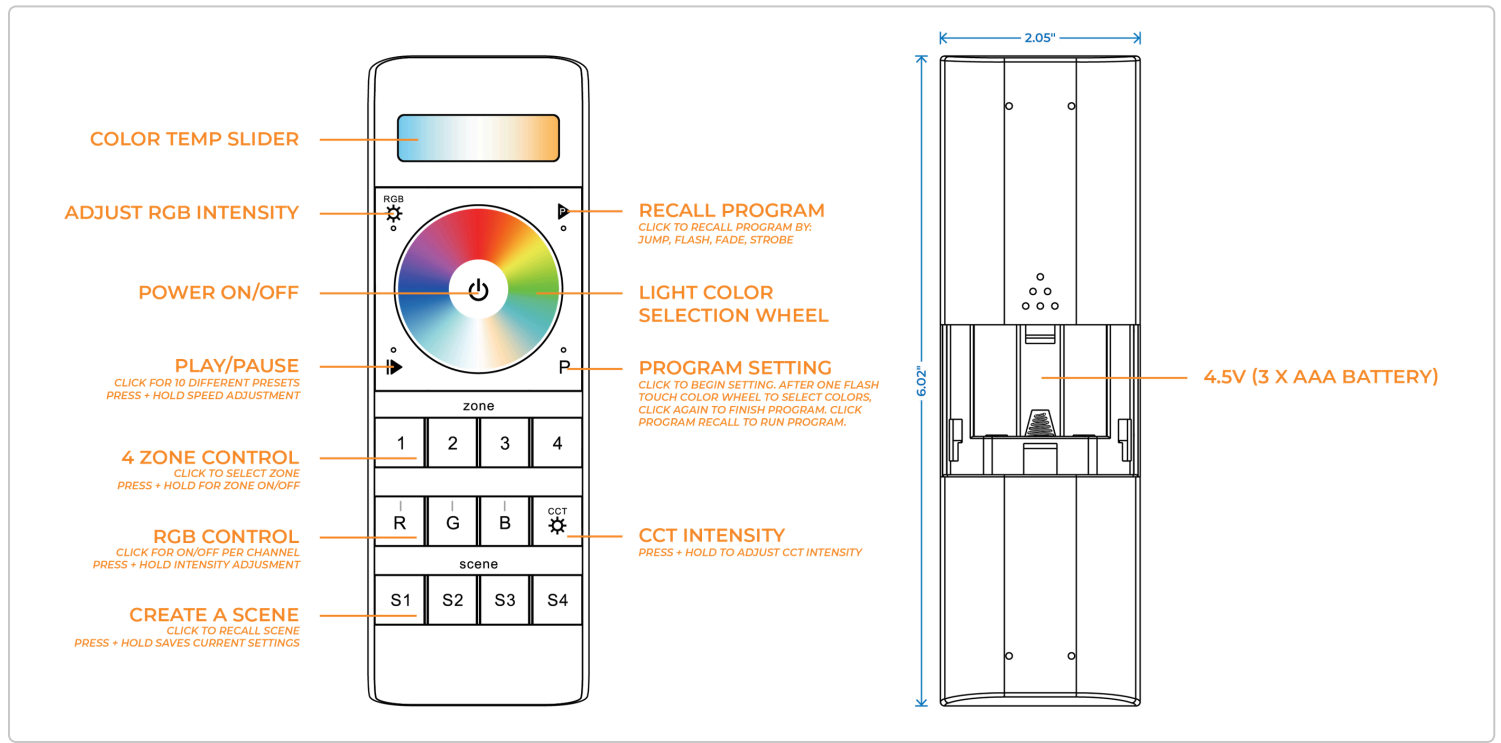 COLOR TEMP SLIDER
ADJUST RGB INTENSITY
POWER ON/OFF
PLAY/PAUSE
CLICK FOR 10 DIFFERENT PRESETS
PRESS + HOLD SPEED ADJUSTMENT
4 ZONE CONTROL
CLICK TO SELECT ZONE
PRESS + HOLD FOR ZONE ON/OFF
RGB CONTROL
CLICK FOR ON/OFF PER CHANNEL
PRESS + HOLD INTENSITY ADJUSMENT
CREATE A SCENE
CLICK TO RECALL SCENE
PRESS + HOLD SAVES CURRENT SETTINGS
RGB
P
P
zone
1 2 3 4
R G B CCT
scene
S1 S2 S3 S4
RECALL PROGRAM
CLICK TO RECALL PROGRAM BY:
JUMP, FLASH, FADE, STROBE
LIGHT COLOR
SELECTION WHEEL
PROGRAM SETTING
CLICK TO BEGIN SETTING. AFTER ONE FLASH
TOUCH COLOR WHEEL TO SELECT COLORS,
CLICK AGAIN TO FINISH PROGRAM. CLICK
PROGRAM RECALL TO RUN PROGRAM.
CCT INTENSITY
PRESS + HOLD TO ADJUST CCT INTENSITY
2.05"
6.02"
4.5V (3 X AAA BATTERY)